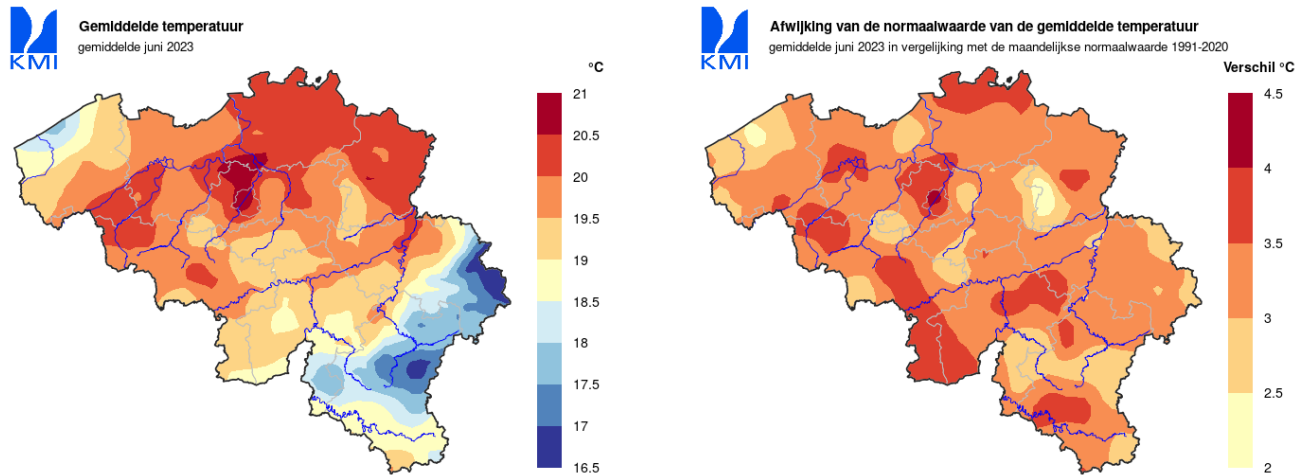 KMI
Gemiddelde temperatuur
gemiddelde juni 2023
°C
21
20.5
20
19.5
19
18.5
18
17.5
17
16.5
KMI
Afwijking van de normaalwaarde van de gemiddelde temperatuur
gemiddelde juni 2023 in vergelijking met de maandelijkse normaalwaarde 1991-2020
Verschil °C
4.5
4
3.5
3
2.5
2